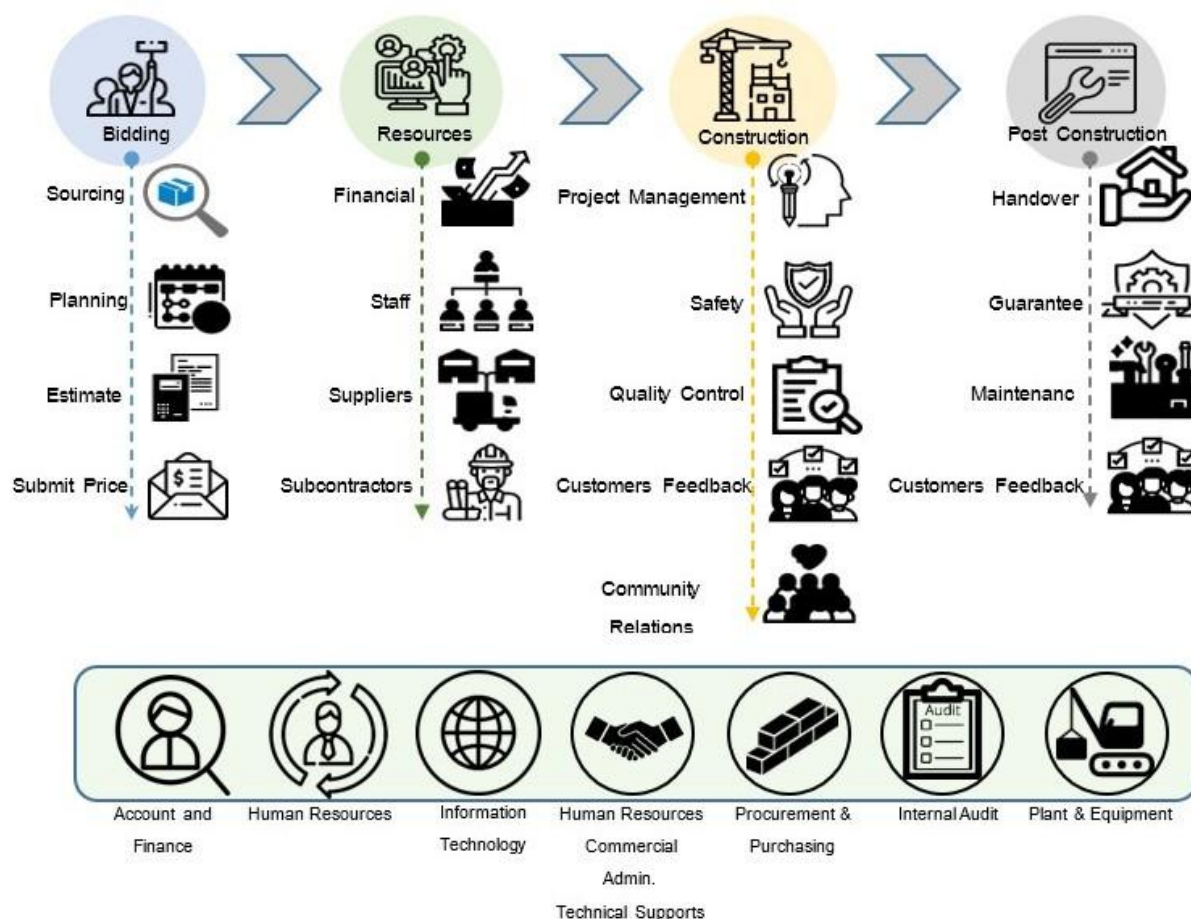 Bidding
Resources
Construction
Post Construction
Sourcing
Planning
Estimate
Submit Price
Financial
Staff
Suppliers
Subcontractors
Project Management
Safety
Quality Control
Customers Feedback
Community
Relations
Handover
Guarantee
Maintenanc
Customers Feedback
Audit
Account and
Finance
Human Resources
Information
Technology
Human Resources
Commercial
Admin.
Technical Supports
Procurement &
Purchasing
Internal Audit
Plant & Equipment